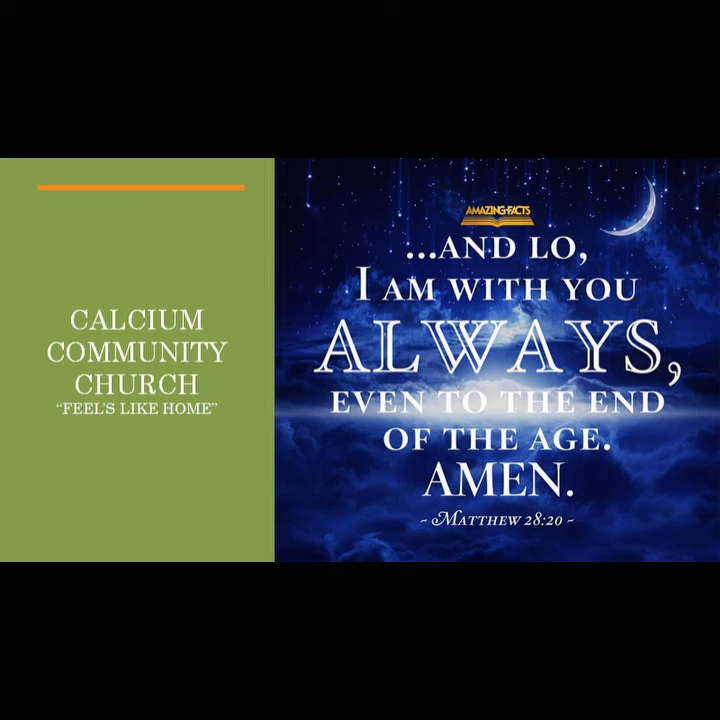 CALCIUM
COMMUNITY
CHURCH
“FEEL’S LIKE HOME”
AMAZING FACTS
...AND LO,
I AM WITH YOU
ALWAYS,
EVEN TO THE END
OF THE AGE.
AMEN.
~ MATTHEW 28:20 ~